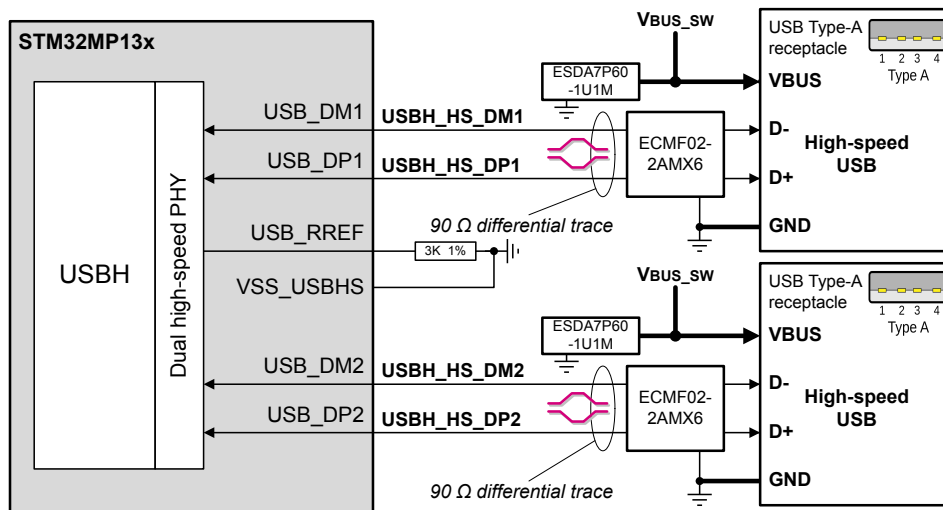 STM32MP13x
USBH
Dual high-speed PHY
USB_DM1
USB_DP1
USB_RREF
VSS_USBHS
USB_DM2
USB_DP2
USBH_HS_DM1
USBH_HS_DP1
90 Ω differential trace
3K 1%
VBUS_SW
ESDA7P60
-1U1M
ECMF02-
2AMX6
USB Type-A
receptacle
1 2 3 4
Type A
VBUS
D-
High-speed
USB
D+
GND
USBH_HS_DM2
USBH_HS_DP2
90 Ω differential trace
VBUS_SW
ESDA7P60
-1U1M
ECMF02-
2AMX6
USB Type-A
receptacle
1 2 3 4
Type A
VBUS
D-
High-speed
USB
D+
GND